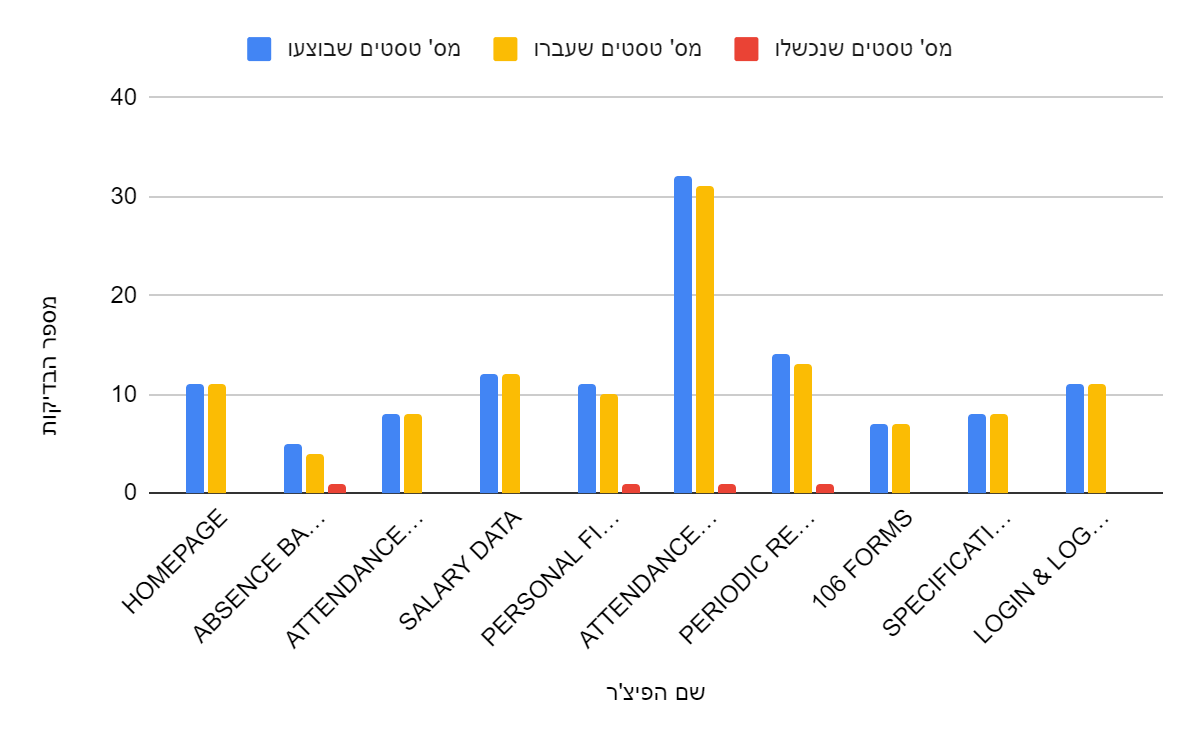 מס' טסטים שבוצעו
מס' טסטים שעברו
מס' טסטים שנכשלו
40
30
20
10
0
מספר הבדיקות
HOMEPAGE
ABSENCE BA...
ATTENDANCE...
SALARY DATA
PERSONAL FI...
ATTENDANCE...
PERIODIC RE...
106 FORMS
SPECIFICATI...
LOGIN & LOG...
שם הפיצ'ר